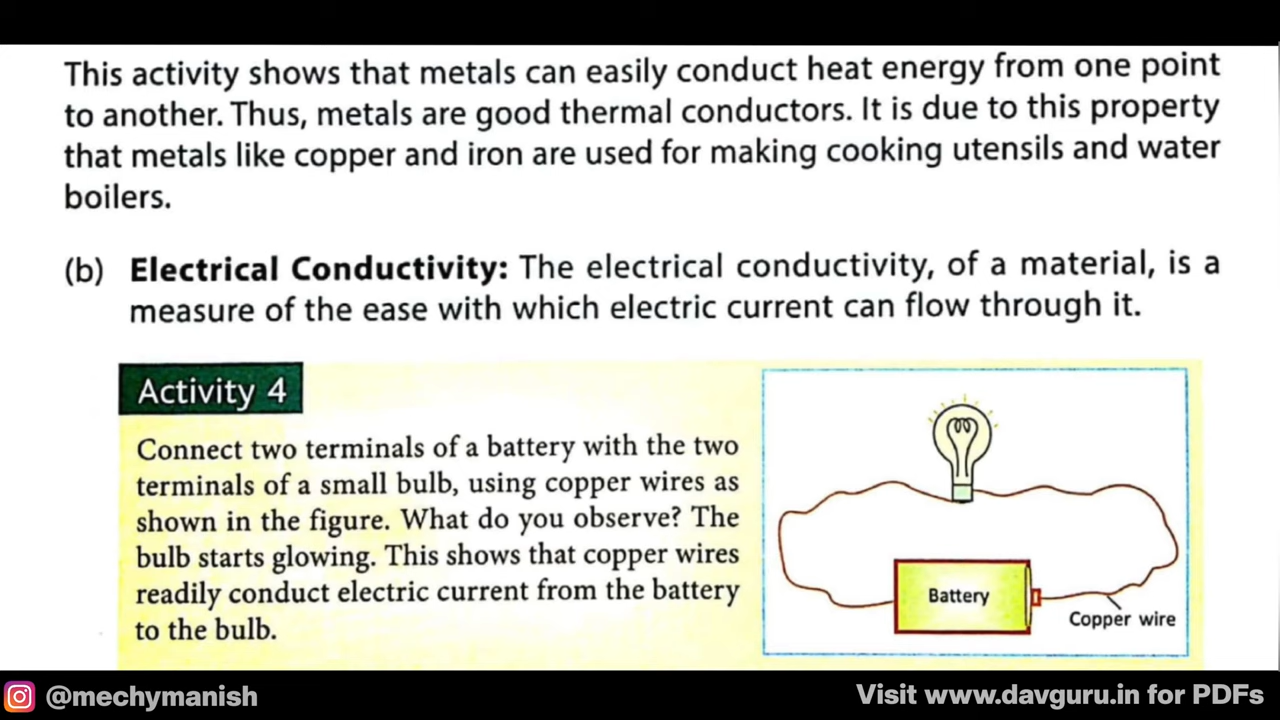 This activity shows that metals can easily conduct heat energy from one point
to another. Thus, metals are good thermal conductors. It is due to this property
that metals like copper and iron are used for making cooking utensils and water
boilers.
(b) Electrical Conductivity: The electrical conductivity, of a material, is a
measure of the ease with which electric current can flow through it.
Activity 4
Connect two terminals of a battery with the two
terminals of a small bulb, using copper wires as
shown in the figure. What do you observe? The
bulb starts glowing. This shows that copper wires
readily conduct electric current from the battery
to the bulb.
Battery
Copper wire
@mechymanish
Visit www.davguru.in for PDFs